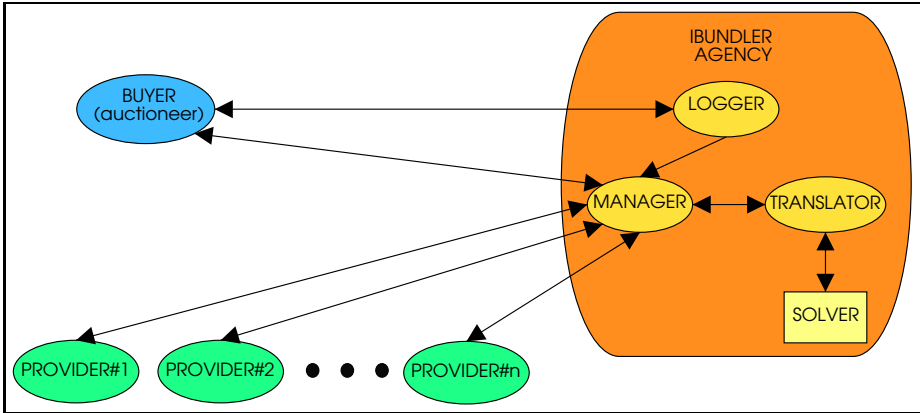 IBUNDLER
AGENCY
BUYER
(auctioneer)
LOGGER
MANAGER
TRANSLATOR
SOLVER
PROVIDER#1
PROVIDER#2
PROVIDER#n